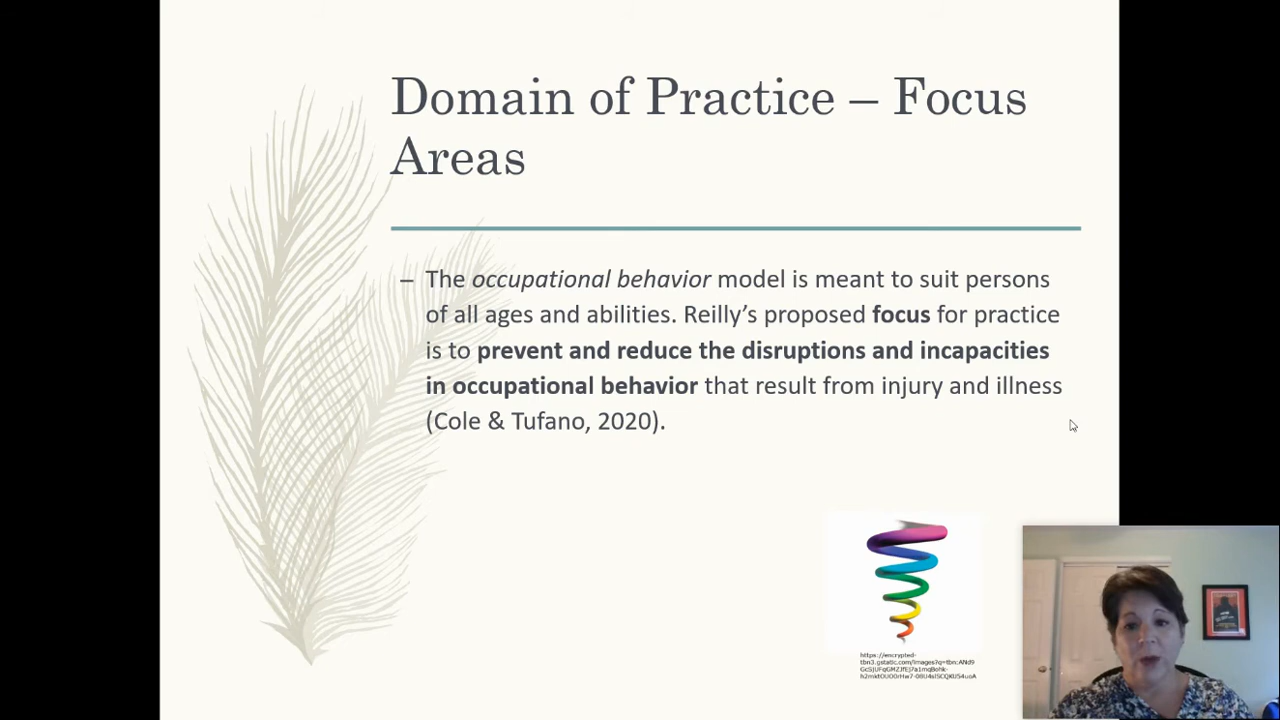 Domain of Practice – Focus
Areas
– The occupational behavior model is meant to suit persons
of all ages and abilities. Reilly’s proposed focus for practice
is to prevent and reduce the disruptions and incapacities
in occupational behavior that result from injury and illness
(Cole & Tufano, 2020).
https://encrypted-